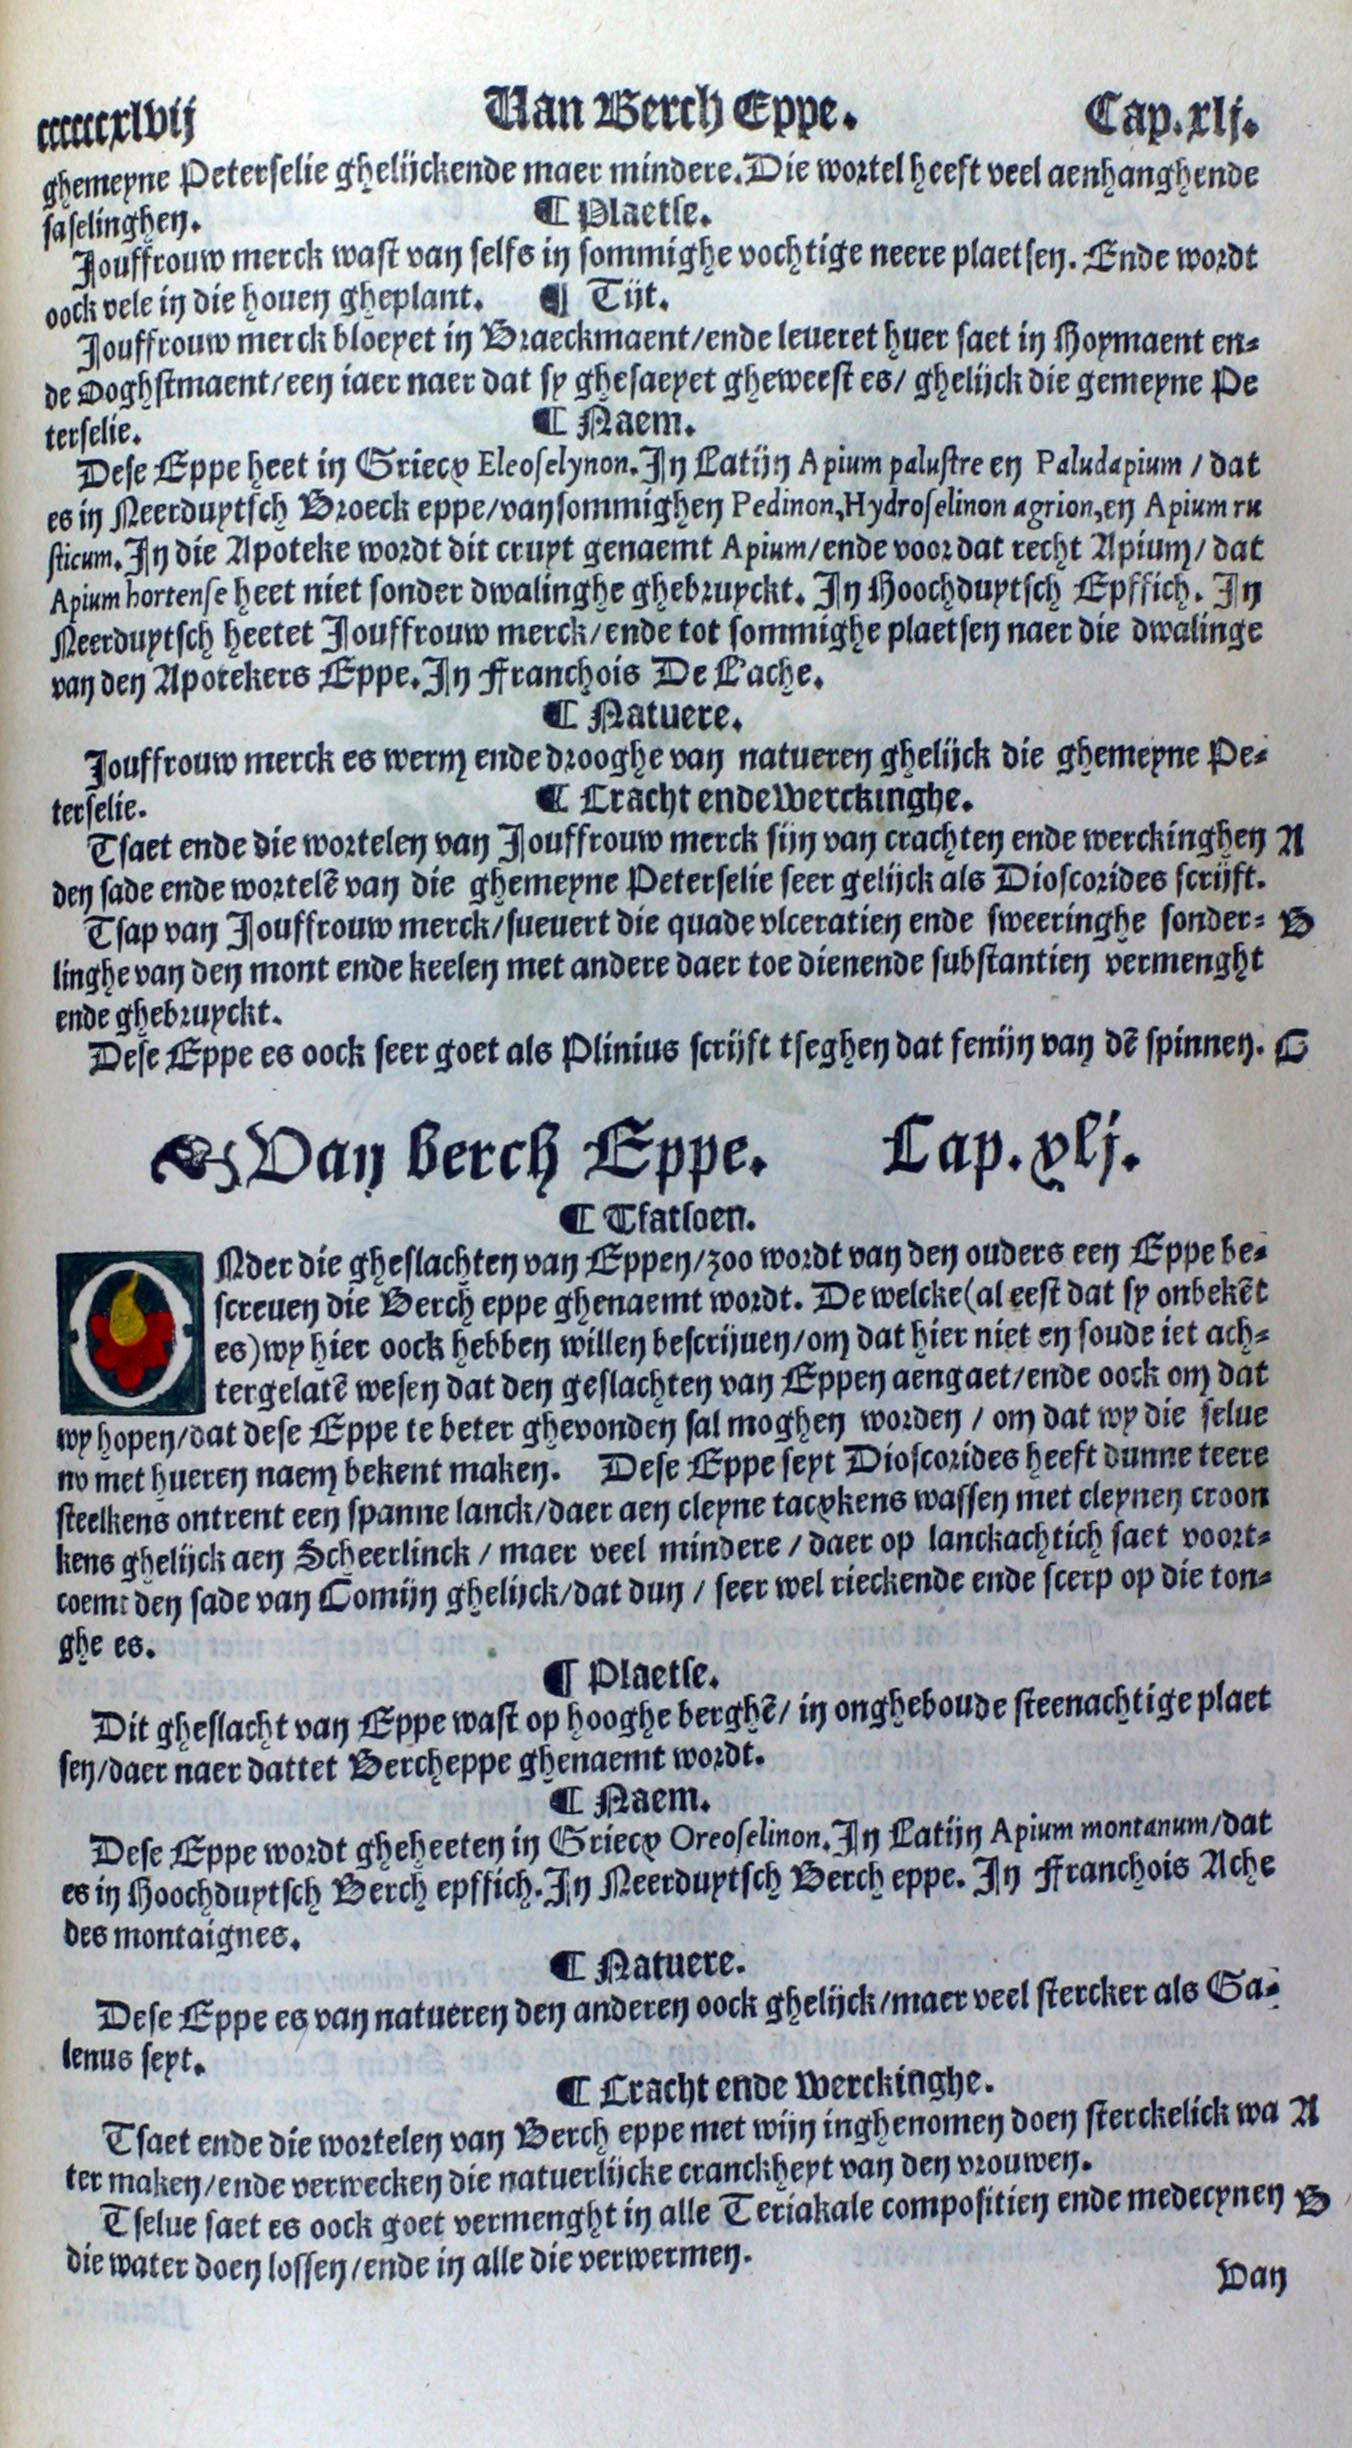 ccccccxlvij Van Berch Eppe. Cap.xlj.
ghemeyne Peterselie ghelijckende maer mindere. Die wortel heeft veel aenhanghende
faselinghen. ¶ Plaetse.
Jouffrouw merck wast van selfs in sommighe vochtige neere plaetsen. Ende wordt
oock vele in die houen gheplant. ¶ Tijt.
Jouffrouw merck bloeyet in Braeckmaent/ende leueret huer saet in Hoymaent en-
de Ooghstmaent/een iaer naer dat sy ghesaeyet gheweest es/ ghelijck die gemeyne Pe
terselie. ¶ Naem.
Dese Eppe heet in Griecx Eleoselynon. In Latijn Apium palustre en Paludapium / dat
es in Neerduytsch Broeck eppe/van sommighen Pedinon, Hydroselinon agrion, en Apium ru
sticum. In die Apoteke wordt dit cruyt genaemt Apium/ende voor dat recht Apium/ dat
Apium hortense heet niet sonder dwalinghe ghebruyckt. In Hoochduytsch Epffich. In
Neerduytsch heetet Jouffrouw merck/ende tot sommighe plaetsen naer die dwalinge
van den Apotekers Eppe. In Franchois De Lache.
¶ Natuere.
Jouffrouw merck es werm ende drooghe van natueren ghelijck die ghemeyne Pe-
terselie. ¶ Cracht ende Werckinghe.
Tsaet ende die wortelen van Jouffrouw merck sijn van crachten ende werckinghen A
den sade ende wortelē van die ghemeyne Peterselie seer gelijck als Dioscorides scrijft.
Tsap van Jouffrouw merck/sueuert die quade vlceratien ende sweeringhe sonder- B
linghe van den mont ende keelen met andere daer toe dienende substantien vermenght
ende ghebruyckt.
Dese Eppe es oock seer goet als Plinius scrijft tseghen dat fenijn van dē spinnen. C
Van berch Eppe. Cap.xlj.
¶ Tfatsoen.
ONder die gheslachten van Eppen/zoo wordt van den ouders een Eppe be-
screuen die Berch eppe ghenaemt wordt. De welcke (al eest dat sy onbekēt
es) wy hier oock hebben willen bescrijuen/om dat hier niet en soude iet ach-
tergelatē wesen dat den geslachten van Eppen aengaet/ende oock om dat
wy hopen/dat dese Eppe te beter ghevonden sal moghen worden / om dat wy die selue
nv met hueren naem bekent maken. Dese Eppe seyt Dioscorides heeft dunne teere
steelkens ontrent een spanne lanck/daer aen cleyne tacxkens wassen met cleynen croon
kens ghelijck aen Scheerlinck / maer veel mindere / daer op lanckachtich saet voort-
coemt den sade van Comijn ghelijck/dat dun / seer wel rieckende ende scerp op die ton-
ghe es.
¶ Plaetse.
Dit gheslacht van Eppe wast op hooghe berghē/ in ongheboude steenachtige plaet
sen/daer naer dattet Bercheppe ghenaemt wordt.
¶ Naem.
Dese Eppe wordt gheheeten in Griecx Oreoselinon. In Latijn Apium montanum/dat
es in Hoochduytsch Berch epffich. In Neerduytsch Berch eppe. In Franchois Ache
des montaignes.
¶ Natuere.
Dese Eppe es van natueren den anderen oock ghelijck/maer veel stercker als Ga-
lenus seyt.
¶ Cracht ende Werckinghe.
Tsaet ende die wortelen van Berch eppe met wijn inghenomen doen sterckelick wa A
ter maken/ende verwecken die natuerlijcke cranckheyt van den vrouwen.
Tselue saet es oock goet vermenght in alle Teriakale compositien ende medecynen B
die water doen lossen/ende in alle die verwermen.
Van